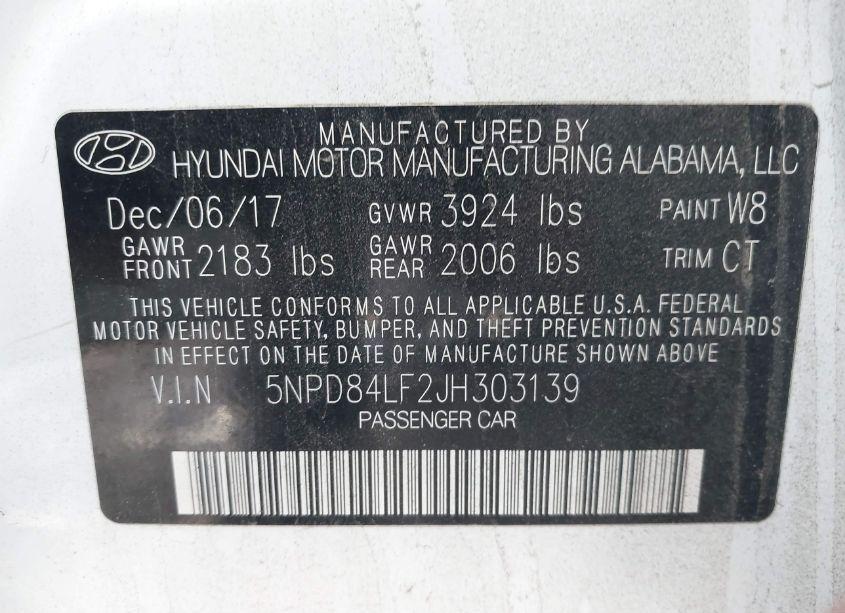 MANUFACTURED BY
HYUNDAI MOTOR MANUFACTURING ALABAMA, LLC
Dec/06/17 GVWR 3924 lbs PAINT W8
GAWR FRONT 2183 lbs GAWR REAR 2006 lbs TRIM CT
THIS VEHICLE CONFORMS TO ALL APPLICABLE U.S.A. FEDERAL
MOTOR VEHICLE SAFETY, BUMPER, AND THEFT PREVENTION STANDARDS
IN EFFECT ON THE DATE OF MANUFACTURE SHOWN ABOVE
V.I.N 5NPD84LF2JH303139
PASSENGER CAR